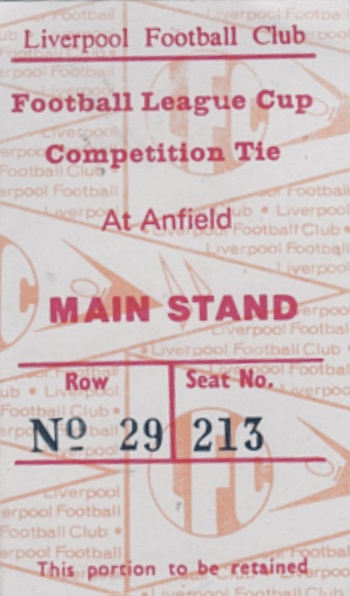 Liverpool Football Club
Football League Cup
Competition Tie
At Anfield
MAIN STAND
Row Seat No.
Nº 29 213
This portion to be retained